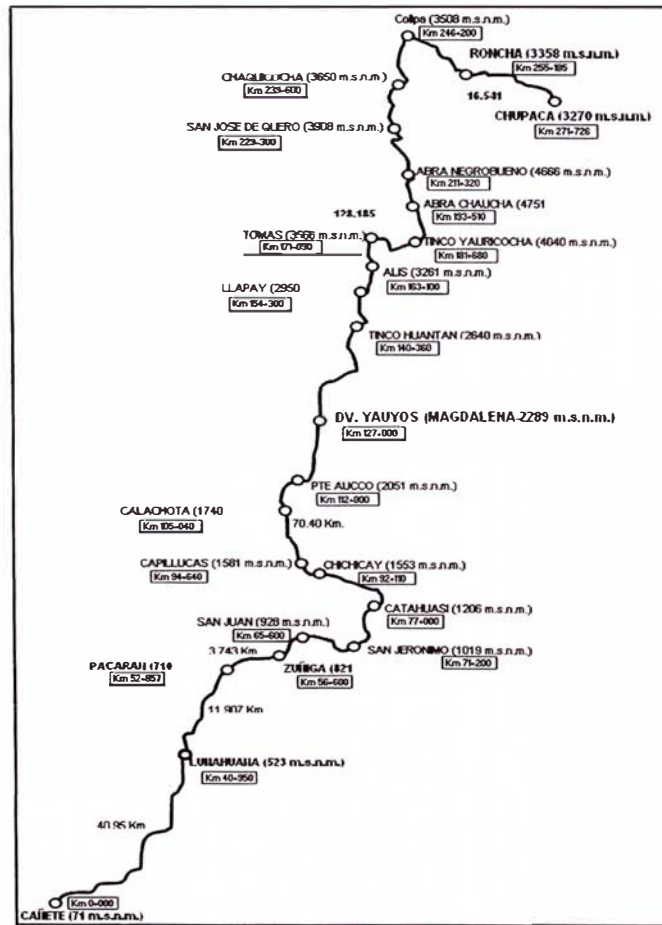 Collpa (3508 m.s.n.m.)
Km 246+200
RONCHA (3358 m.s.n.m.)
Km 255+185
CHAQUICOCHA (3650 m.s.n.m.)
Km 239+600
16.541
CHUPACA (3270 m.s.n.m.)
Km 271+726
SAN JOSE DE QUERO (3908 m.s.n.m.)
Km 229+300
ABRA NEGROBUENO (4666 m.s.n.m.)
Km 211+320
ABRA CHAUCHA (4751
Km 193+510
128.185
TOMAS (3566 m.s.n.m.)
Km 171+090
TINCO YAURICOCHA (4040 m.s.n.m.)
Km 181+680
ALIS (3261 m.s.n.m.)
Km 163+100
LLAPAY (2950
Km 154+300
TINCO HUANTAN (2640 m.s.n.m.)
Km 140+360
DV. YAUYOS (MAGDALENA-2289 m.s.n.m.)
Km 127+000
PTE AUCCO (2051 m.s.n.m.)
Km 112+800
CALACHOTA (1740
Km 105+040
70.40 Km.
CAPILLUCAS (1581 m.s.n.m.)
Km 94+640
CHICHICAY (1553 m.s.n.m.)
Km 92+110
CATAHUASI (1206 m.s.n.m.)
Km 77+000
SAN JUAN (928 m.s.n.m.)
Km 65+600
SAN JERONIMO (1019 m.s.n.m.)
Km 71+200
3.743 Km
PACARAN (710
Km 52+857
ZUÑIGA (821
Km 56+600
11.907 Km
LUNAHUANA (523 m.s.n.m.)
Km 40+950
40.95 Km
Km 0+000
CAÑETE (71 m.s.n.m.)